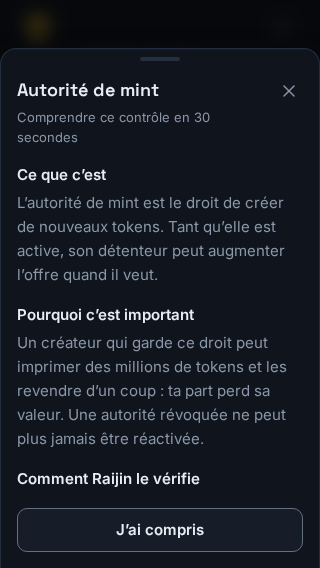 Autorité de mint
Comprendre ce contrôle en 30
secondes
Ce que c’est
L’autorité de mint est le droit de créer
de nouveaux tokens. Tant qu’elle est
active, son détenteur peut augmenter
l’offre quand il veut.
Pourquoi c’est important
Un créateur qui garde ce droit peut
imprimer des millions de tokens et les
revendre d’un coup : ta part perd sa
valeur. Une autorité révoquée ne peut
plus jamais être réactivée.
Comment Raijin le vérifie
J’ai compris